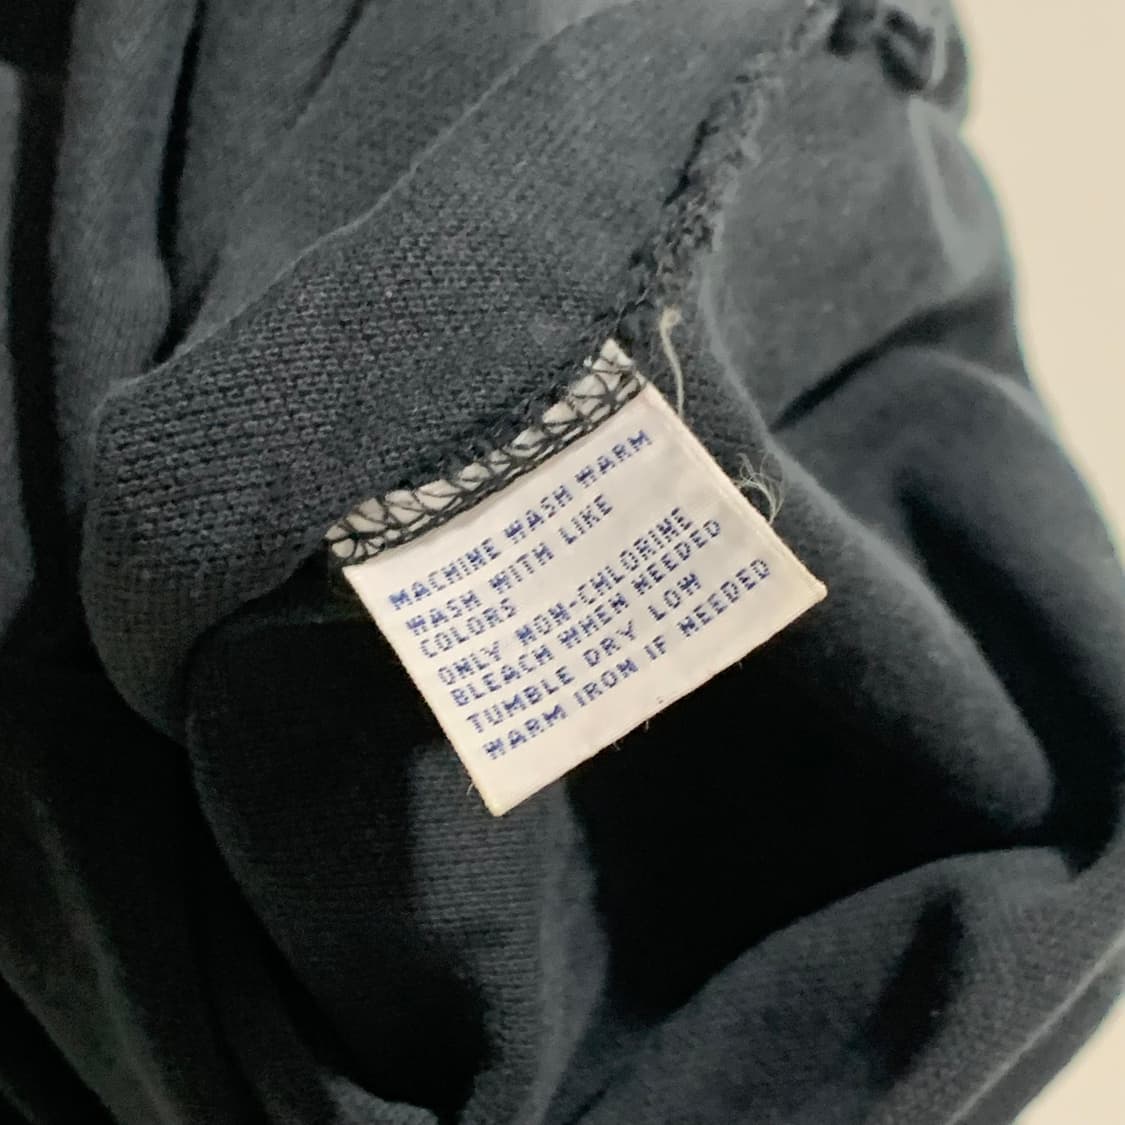 MACHINE WASH WARM
WASH WITH LIKE
COLORS
ONLY NON-CHLORINE
BLEACH WHEN NEEDED
TUMBLE DRY LOW
WARM IRON IF NEEDED